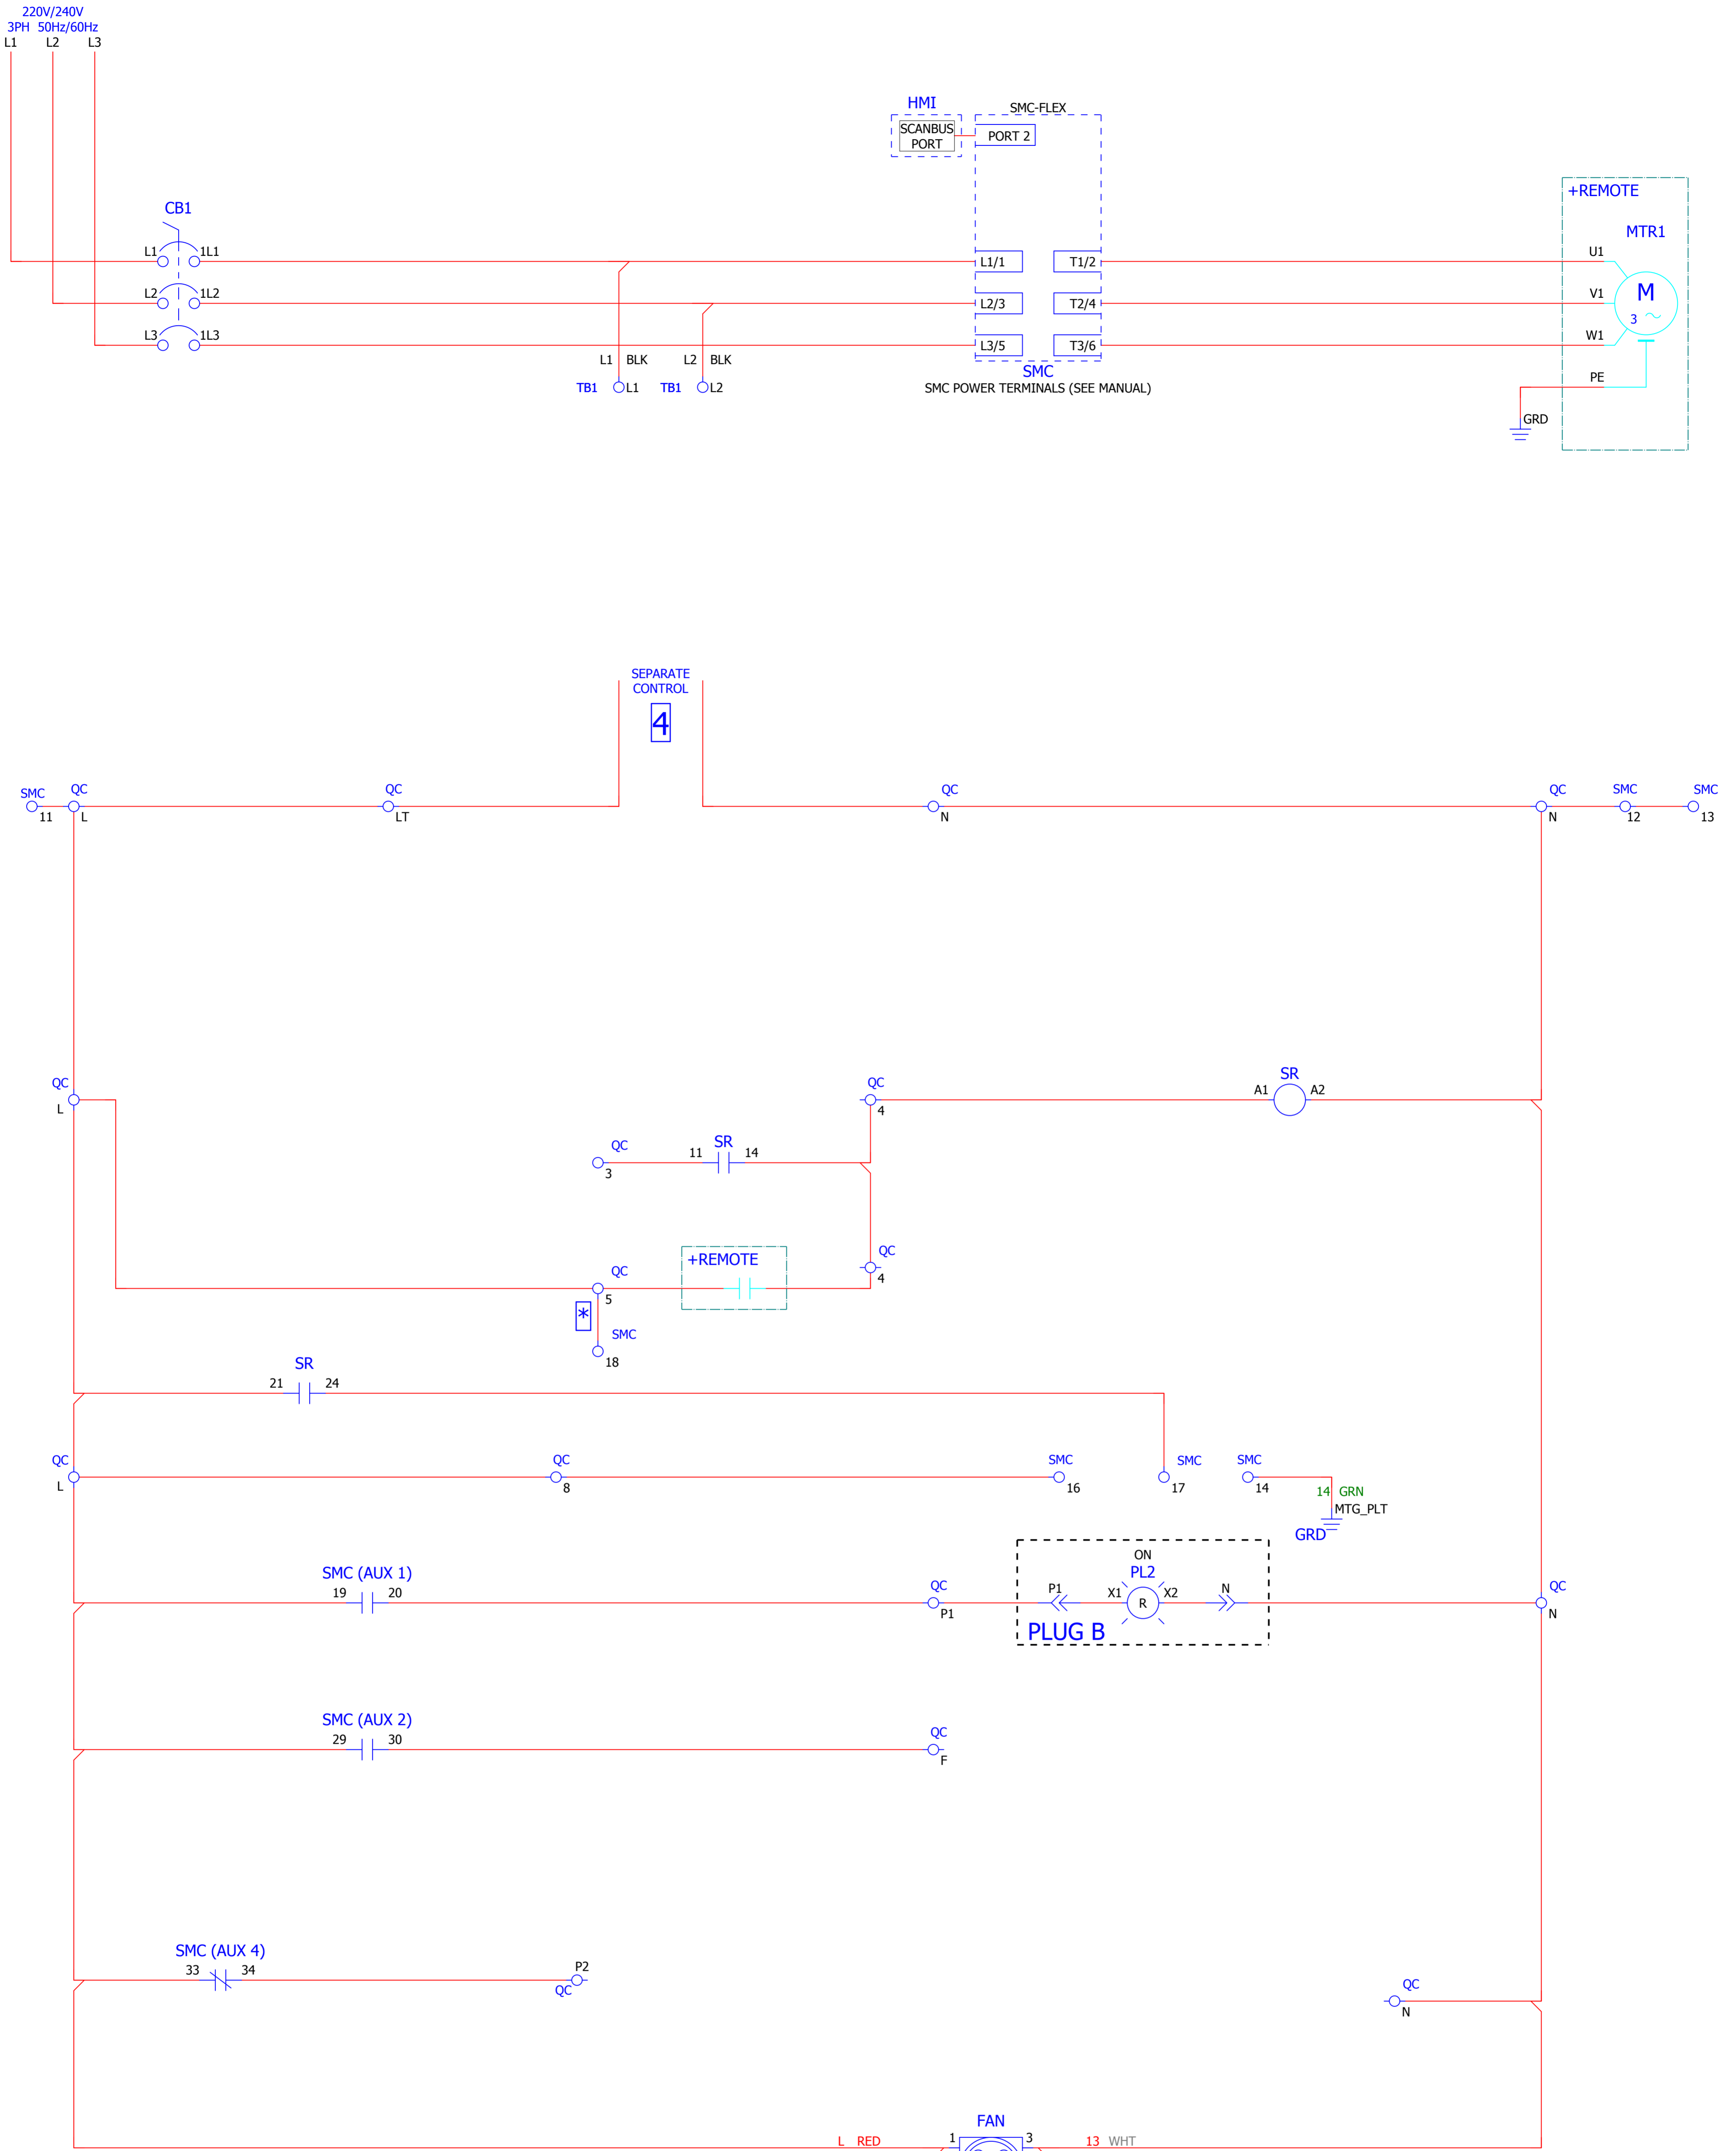 220V/240V
3PH 50Hz/60Hz
L1 L2 L3
HMI
SMC-FLEX
SCANBUS
PORT
PORT 2
+REMOTE
CB1
MTR1
L1 1L1
L1/1 T1/2
U1
L2 1L2
L2/3 T2/4
V1
M
3
L3 1L3
L3/5 T3/6
W1
L1 BLK L2 BLK
SMC
PE
TB1 L1 TB1 L2
SMC POWER TERMINALS (SEE MANUAL)
GRD
SEPARATE
CONTROL
4
SMC QC QC QC QC SMC SMC
11 L LT N N 12 13
QC QC SR
A1 A2
L 4
QC SR
11 14
3
QC
+REMOTE
4
QC
5
*
SMC
18
SR
21 24
QC QC SMC SMC SMC
L 8 16 17 14
14 GRN
MTG_PLT
GRD
ON
SMC (AUX 1)
PL2
19 20
QC P1 X1 R X2 N QC
P1 N
PLUG B
SMC (AUX 2)
29 30
QC
F
SMC (AUX 4)
33 34
P2
QC
QC
N
FAN
L RED 1 3 13 WHT